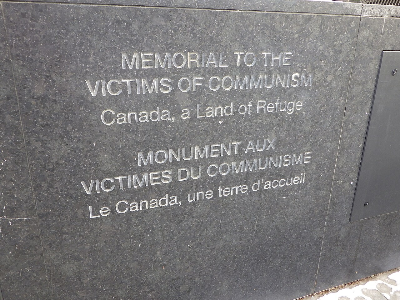 MEMORIAL TO THE
VICTIMS OF COMMUNISM
Canada, a Land of Refuge
MONUMENT AUX
VICTIMES DU COMMUNISME
Le Canada, une terre d'accueil